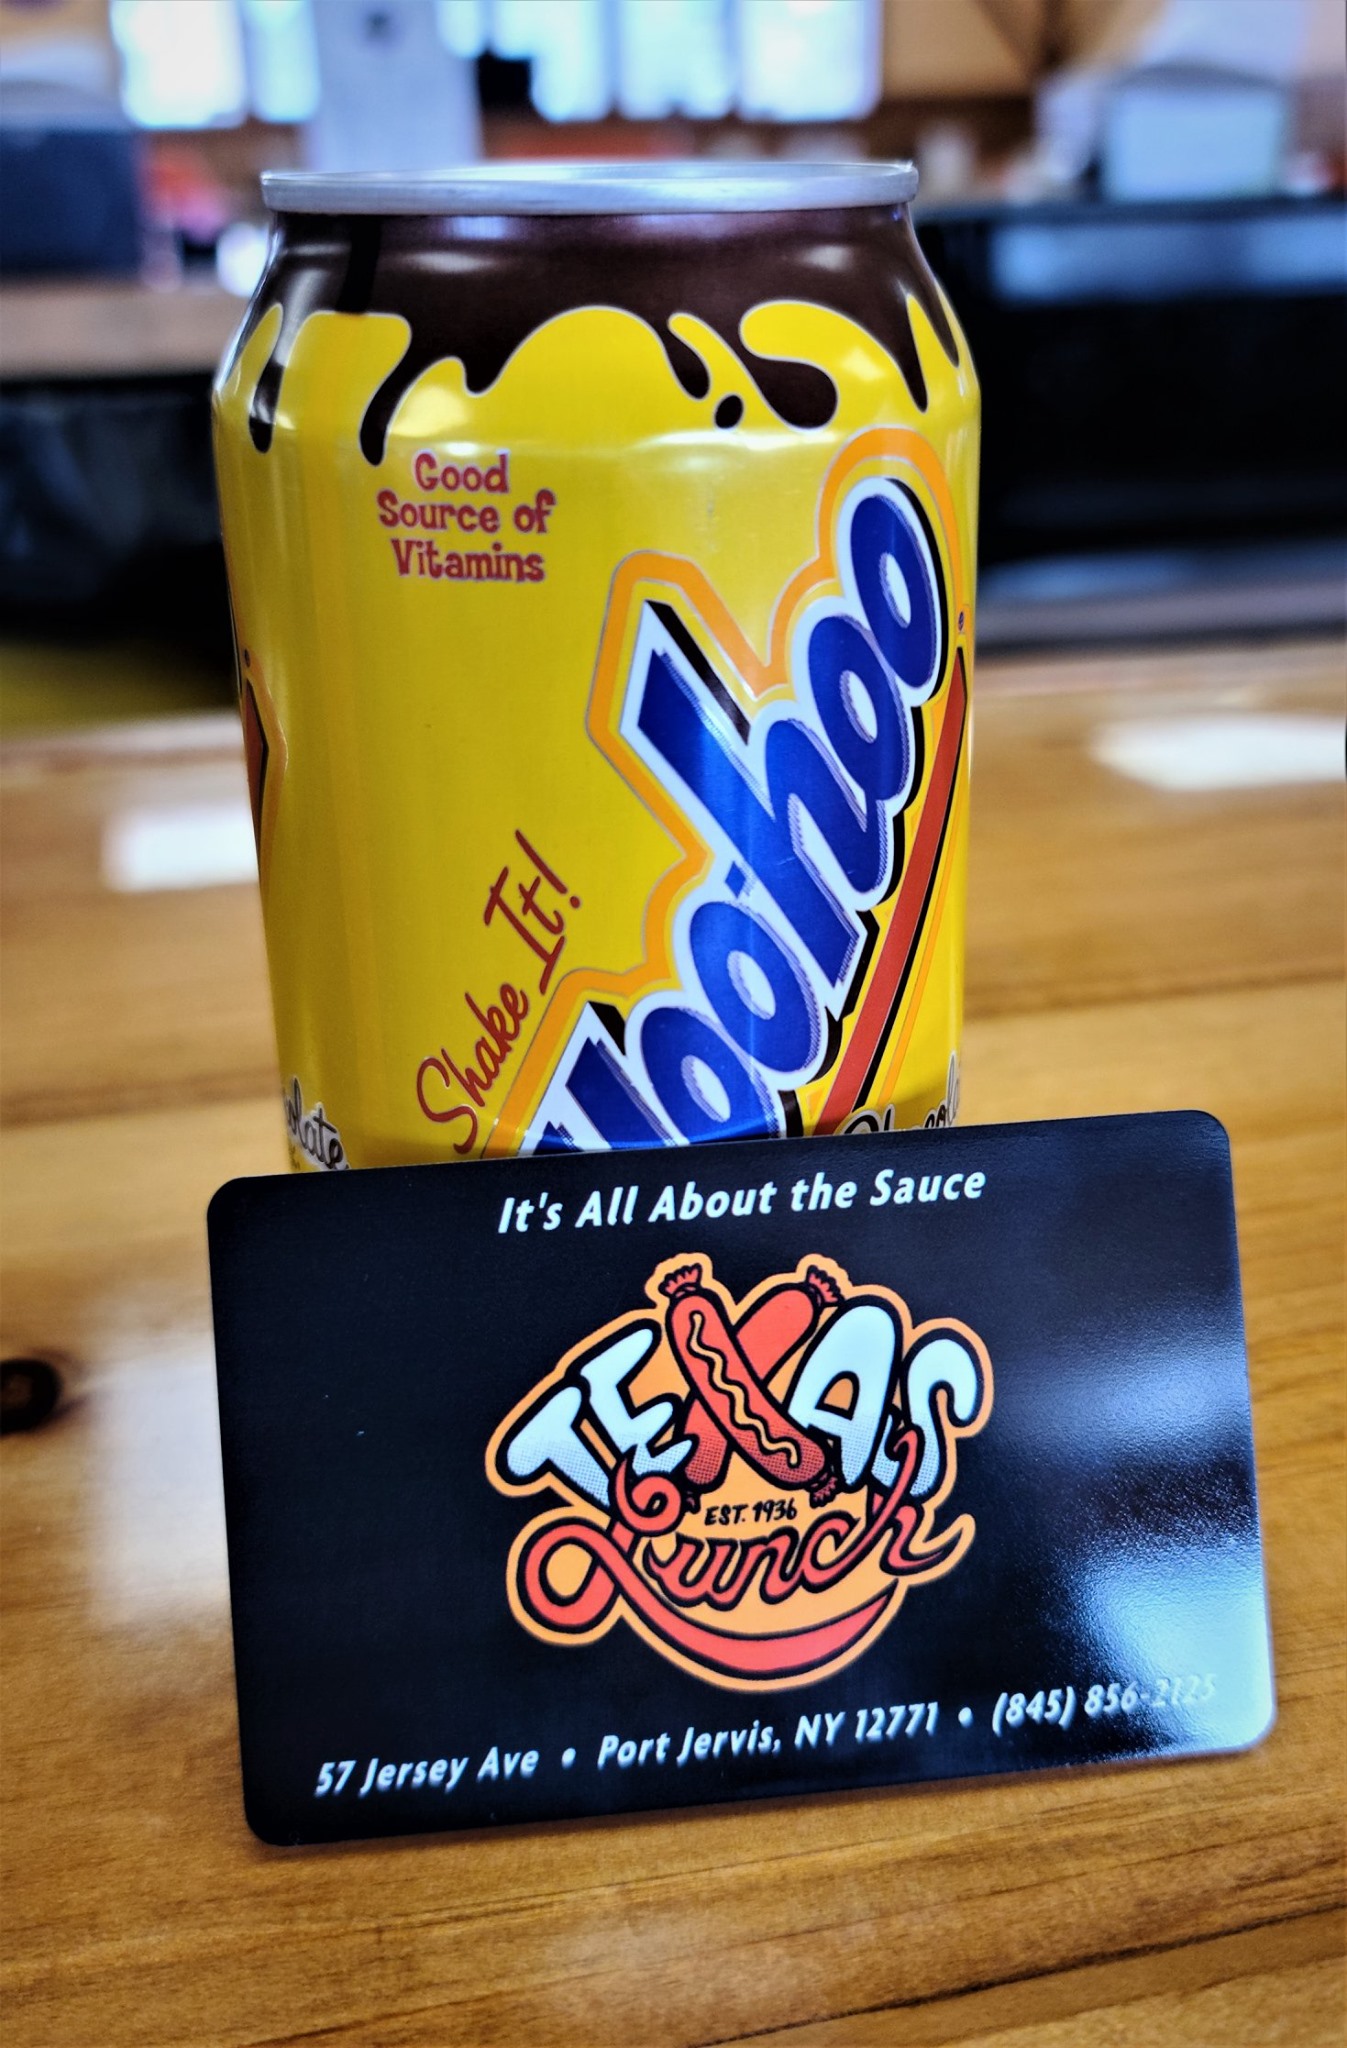 Good
Source of
Vitamins
Yoohoo
Shake It!
It's All About the Sauce
TEXAS
EST. 1936
Lunch
57 Jersey Ave • Port Jervis, NY 12771 • (845) 856-2125